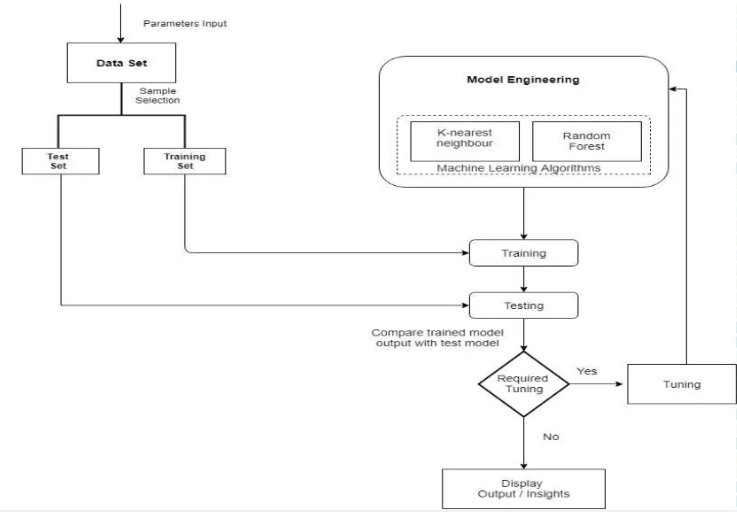 Parameters Input
Data Set
Sample
Selection
Test
Set
Training
Set
Model Engineering
K-nearest
neighbour
Random
Forest
Machine Learning Algorithms
Training
Testing
Compare trained model
output with test model
Required
Tuning
Yes
Tuning
No
Display
Output / Insights